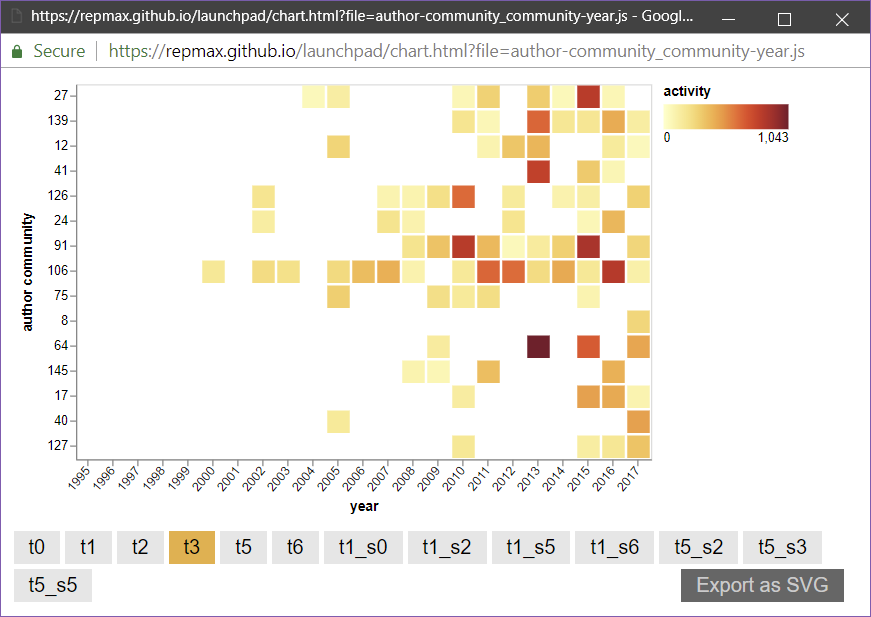 https://repmax.github.io/launchpad/chart.html?file=author-community_community-year.js - Googl...
Secure | https://repmax.github.io/launchpad/chart.html?file=author-community_community-year.js
activity
0 1,043
author community
27
139
12
41
126
24
91
106
75
8
64
145
17
40
127
1995 1996 1997 1998 1999 2000 2001 2002 2003 2004 2005 2006 2007 2008 2009 2010 2011 2012 2013 2014 2015 2016 2017
year
t0 t1 t2 t3 t5 t6 t1_s0 t1_s2 t1_s5 t1_s6 t5_s2 t5_s3
t5_s5 Export as SVG